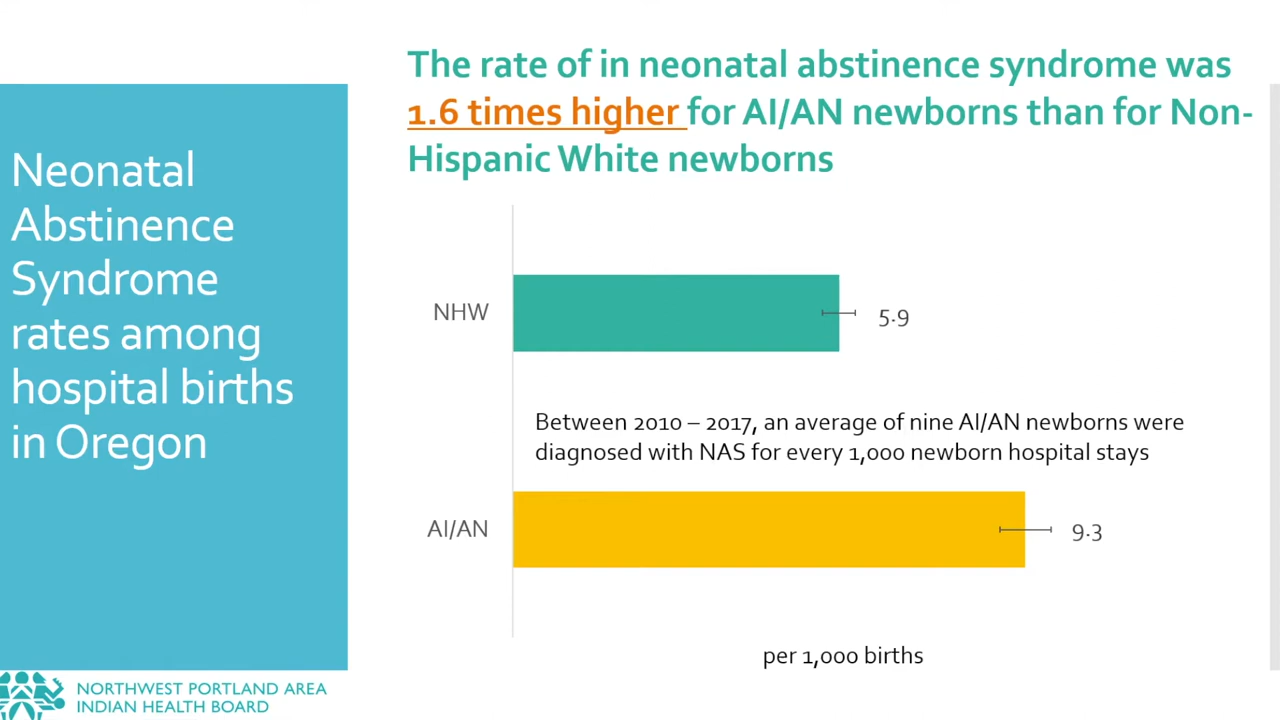 The rate of in neonatal abstinence syndrome was
1.6 times higher for AI/AN newborns than for Non-
Hispanic White newborns
Neonatal
Abstinence
Syndrome
rates among
hospital births
in Oregon
NHW
5.9
Between 2010 – 2017, an average of nine AI/AN newborns were
diagnosed with NAS for every 1,000 newborn hospital stays
AI/AN
9.3
per 1,000 births
NORTHWEST PORTLAND AREA
INDIAN HEALTH BOARD